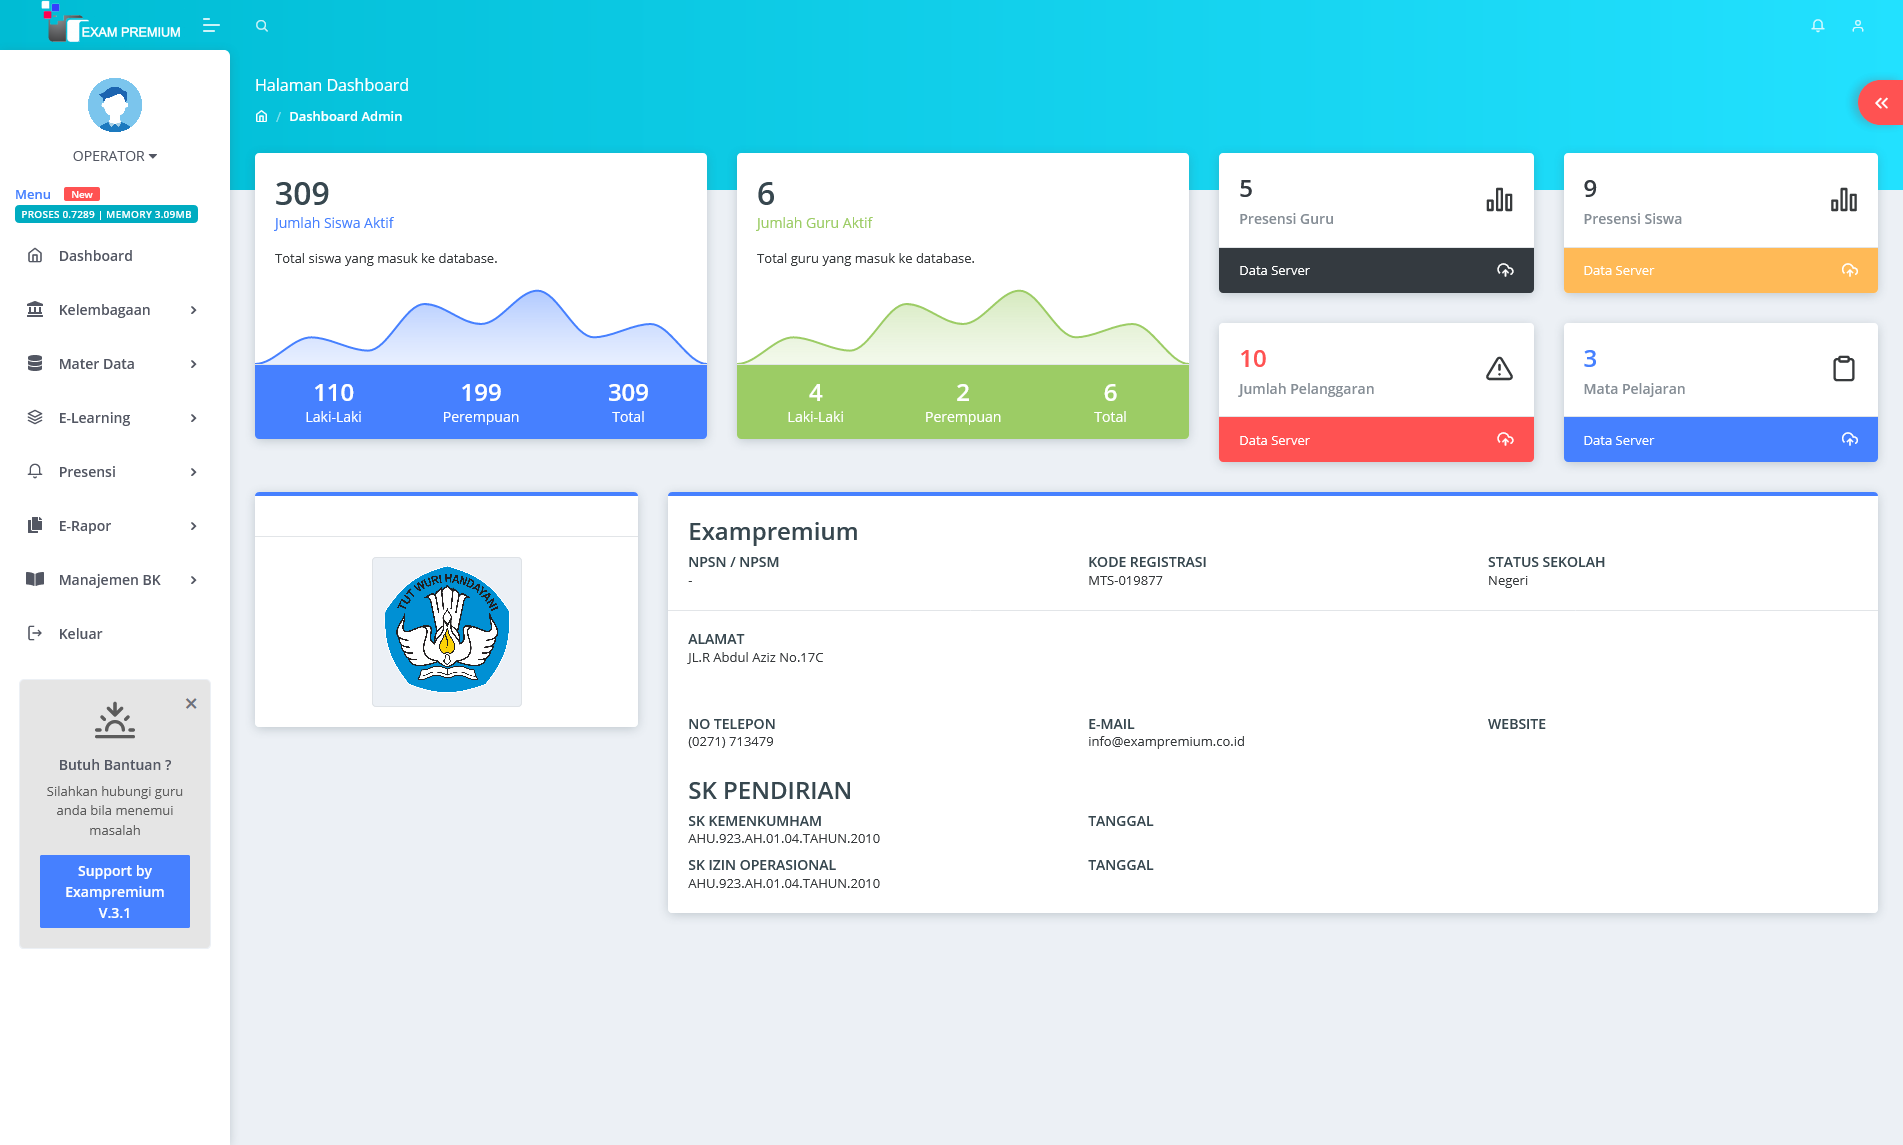 EXAM PREMIUM
Halaman Dashboard
/ Dashboard Admin
OPERATOR
Menu New
PROSES 0.7289 | MEMORY 3.09MB
Dashboard
Kelembagaan
Mater Data
E-Learning
Presensi
E-Rapor
Manajemen BK
Keluar
Butuh Bantuan ?
Silahkan hubungi guru
anda bila menemui
masalah
Support by
Exampremium
V.3.1
309
Jumlah Siswa Aktif
Total siswa yang masuk ke database.
110 199 309
Laki-Laki Perempuan Total
6
Jumlah Guru Aktif
Total guru yang masuk ke database.
4 2 6
Laki-Laki Perempuan Total
5
Presensi Guru
Data Server
9
Presensi Siswa
Data Server
10
Jumlah Pelanggaran
Data Server
3
Mata Pelajaran
Data Server
TUT WURI HANDAYANI
Exampremium
NPSN / NPSM KODE REGISTRASI STATUS SEKOLAH
- MTS-019877 Negeri
ALAMAT
JL.R Abdul Aziz No.17C
NO TELEPON E-MAIL WEBSITE
(0271) 713479 info@exampremium.co.id
SK PENDIRIAN
SK KEMENKUMHAM TANGGAL
AHU.923.AH.01.04.TAHUN.2010
SK IZIN OPERASIONAL TANGGAL
AHU.923.AH.01.04.TAHUN.2010